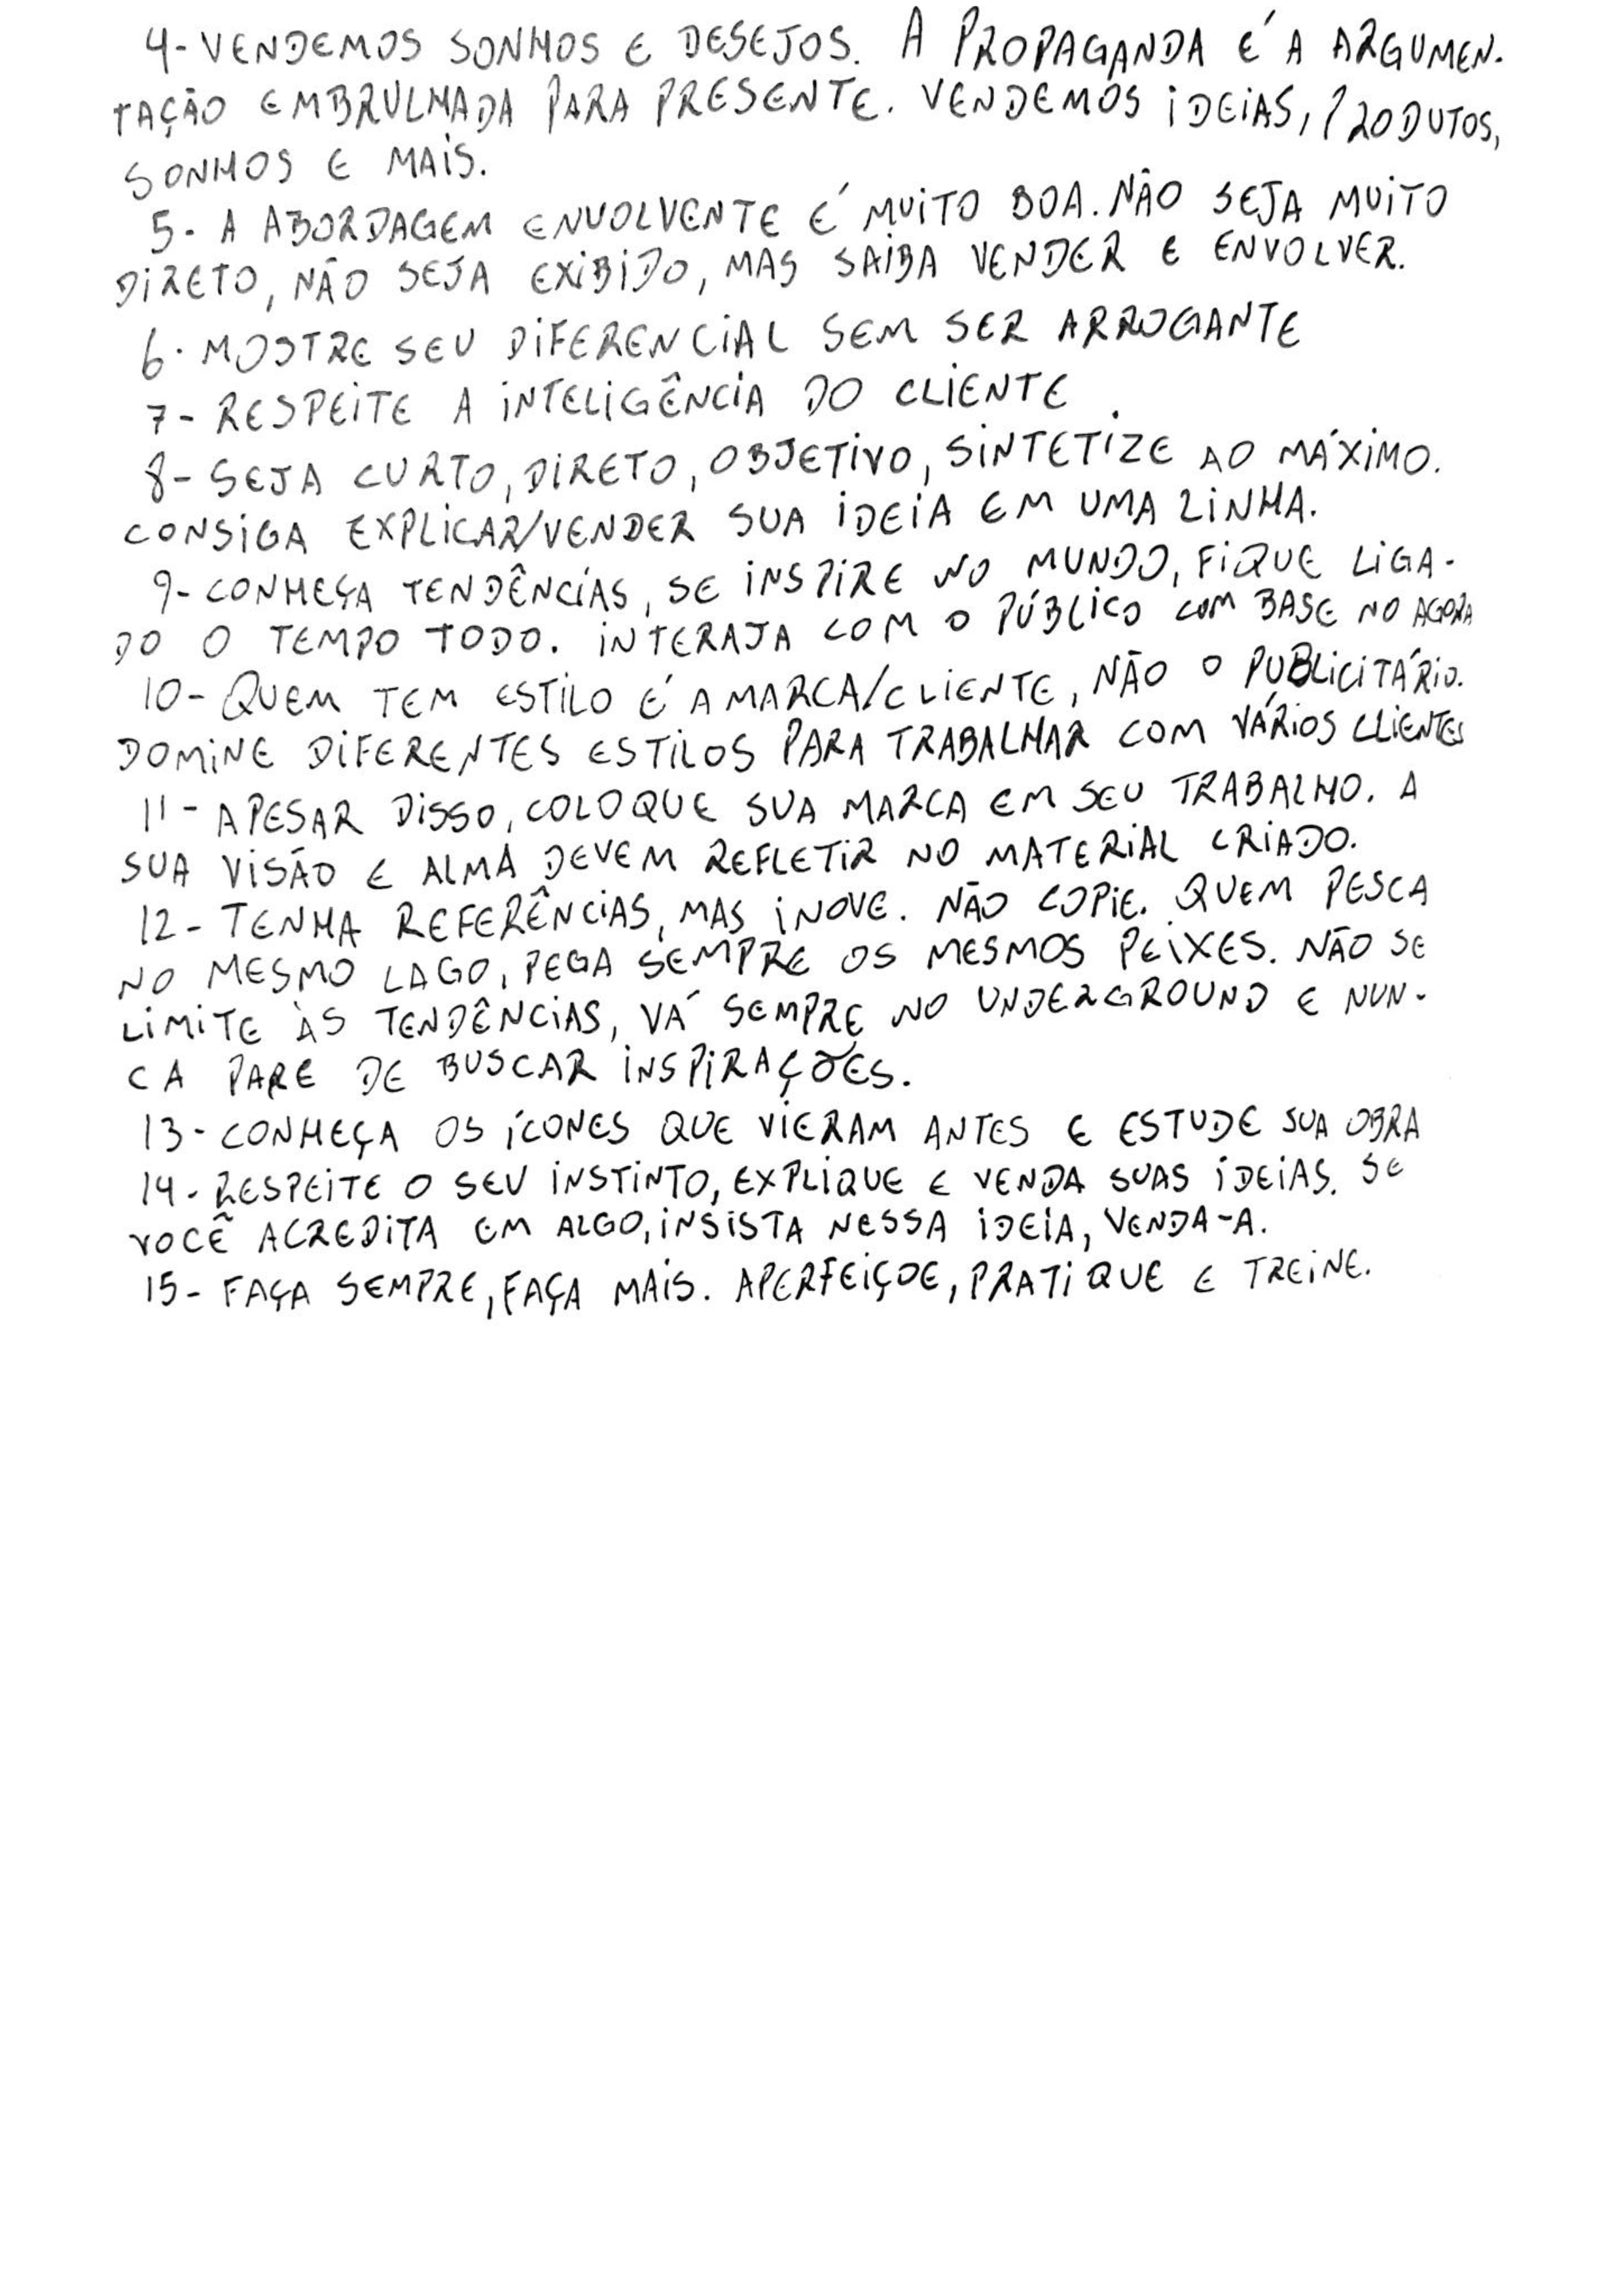 4- VENDEMOS SONHOS E DESEJOS. A PROPAGANDA É A ARGUMEN-
TAÇÃO EMBRULHADA PARA PRESENTE. VENDEMOS IDEIAS, PRODUTOS,
SONHOS E MAIS.
5- A ABORDAGEM ENVOLVENTE É MUITO BOA. NÃO SEJA MUITO
DIRETO, NÃO SEJA EXIBIDO, MAS SAIBA VENDER E ENVOLVER.
6- MOSTRE SEU DIFERENCIAL SEM SER ARROGANTE
7- RESPEITE A INTELIGÊNCIA DO CLIENTE.
8- SEJA CURTO, DIRETO, OBJETIVO, SINTETIZE AO MÁXIMO.
CONSIGA EXPLICAR/VENDER SUA IDEIA EM UMA LINHA.
9- CONHEÇA TENDÊNCIAS, SE INSPIRE NO MUNDO, FIQUE LIGA-
DO O TEMPO TODO. INTERAJA COM O PÚBLICO COM BASE NO AGORA
10- QUEM TEM ESTILO É A MARCA/CLIENTE, NÃO O PUBLICITÁRIO.
DOMINE DIFERENTES ESTILOS PARA TRABALHAR COM VÁRIOS CLIENTES
11- APESAR DISSO, COLOQUE SUA MARCA EM SEU TRABALHO. A
SUA VISÃO E ALMA DEVEM REFLETIR NO MATERIAL CRIADO.
12- TENHA REFERÊNCIAS, MAS INOVE. NÃO COPIE. QUEM PESCA
NO MESMO LAGO, PEGA SEMPRE OS MESMOS PEIXES. NÃO SE
LIMITE ÀS TENDÊNCIAS, VÁ SEMPRE NO UNDERGROUND E NUN-
CA PARE DE BUSCAR INSPIRAÇÕES.
13- CONHEÇA OS ÍCONES QUE VIERAM ANTES E ESTUDE SUA OBRA
14- RESPEITE O SEU INSTINTO, EXPLIQUE E VENDA SUAS IDEIAS. SE
VOCÊ ACREDITA EM ALGO, INSISTA NESSA IDEIA, VENDA-A.
15- FAÇA SEMPRE, FAÇA MAIS. APERFEIÇOE, PRATIQUE E TREINE.